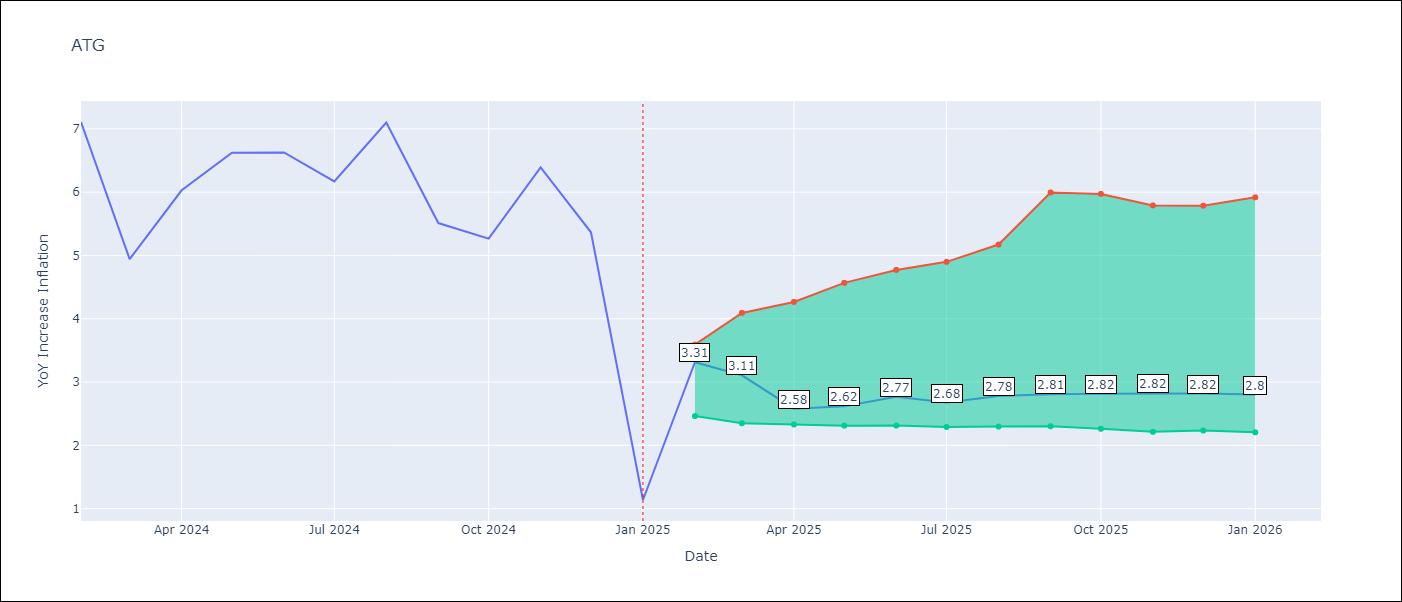 ATG
YoY Increase Inflation
7
6
5
4
3
2
1
3.31
3.11
2.58
2.62
2.77
2.68
2.78
2.81
2.82
2.82
2.82
2.8
Apr 2024
Jul 2024
Oct 2024
Jan 2025
Apr 2025
Jul 2025
Oct 2025
Jan 2026
Date